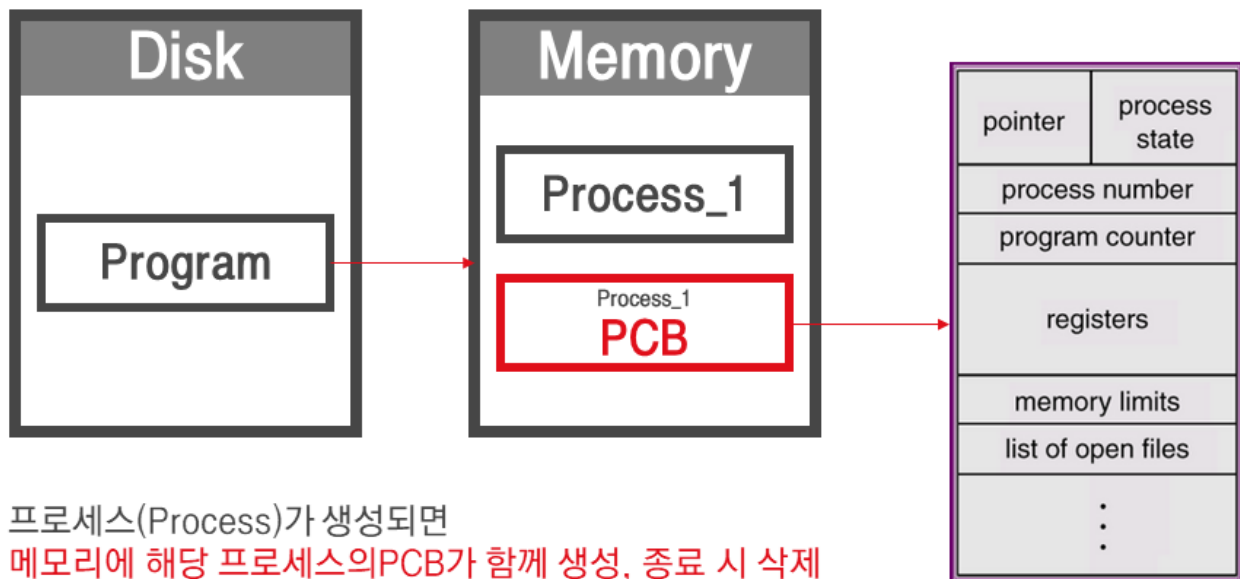 Disk
Program
Memory
Process_1
Process_1
PCB
pointer
process
state
process number
program counter
registers
memory limits
list of open files
프로세스(Process)가 생성되면
메모리에 해당 프로세스의PCB가 함께 생성, 종료 시 삭제